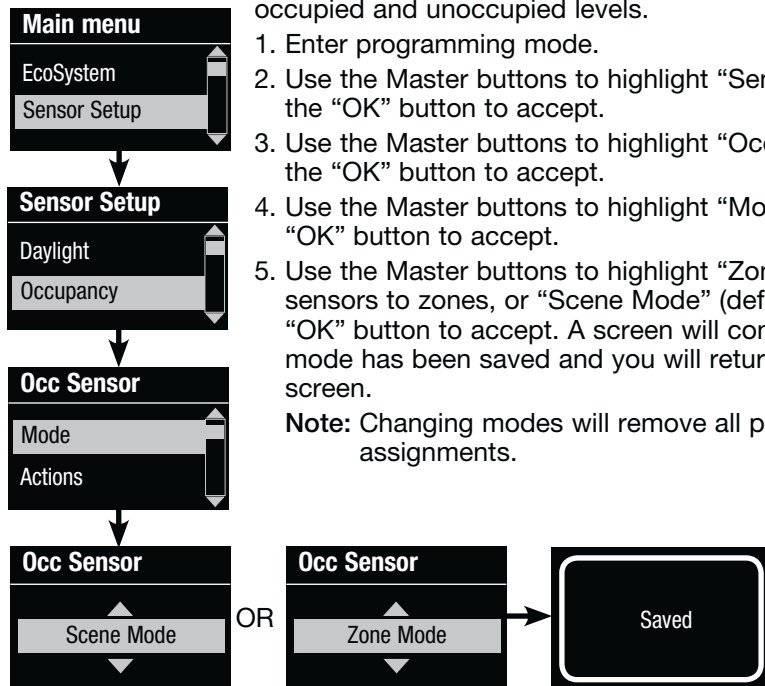 Main menu
EcoSystem
Sensor Setup
Sensor Setup
Daylight
Occupancy
Occ Sensor
Mode
Actions
occupied and unoccupied levels.
1. Enter programming mode.
2. Use the Master buttons to highlight “Sen
the “OK” button to accept.
3. Use the Master buttons to highlight “Occ
the “OK” button to accept.
4. Use the Master buttons to highlight “Mo
“OK” button to accept.
5. Use the Master buttons to highlight “Zon
sensors to zones, or “Scene Mode” (def
“OK” button to accept. A screen will con
mode has been saved and you will retur
screen.
Note: Changing modes will remove all p
assignments.
Occ Sensor
Scene Mode
OR
Occ Sensor
Zone Mode
Saved